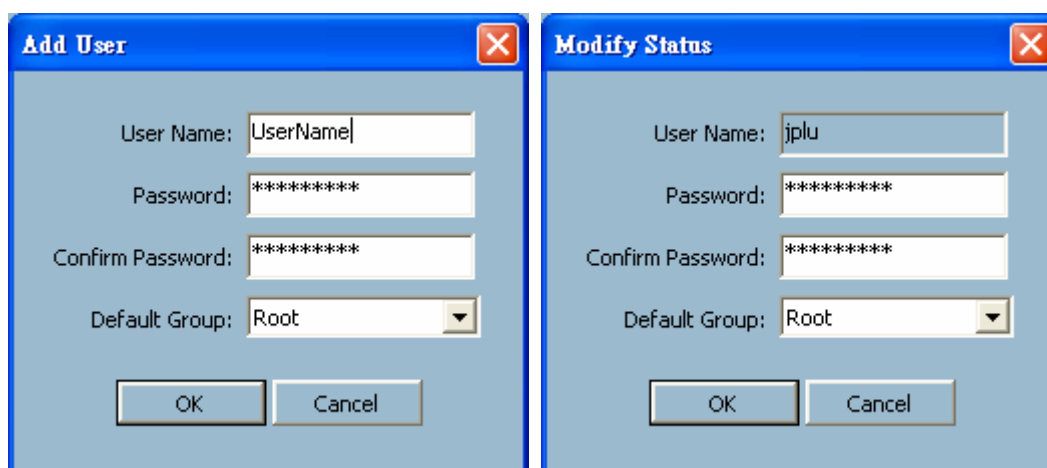 Add User
User Name: UserName
Password: *********
Confirm Password: *********
Default Group: Root
OK Cancel
Modify Status
User Name: jplu
Password: *********
Confirm Password: *********
Default Group: Root
OK Cancel